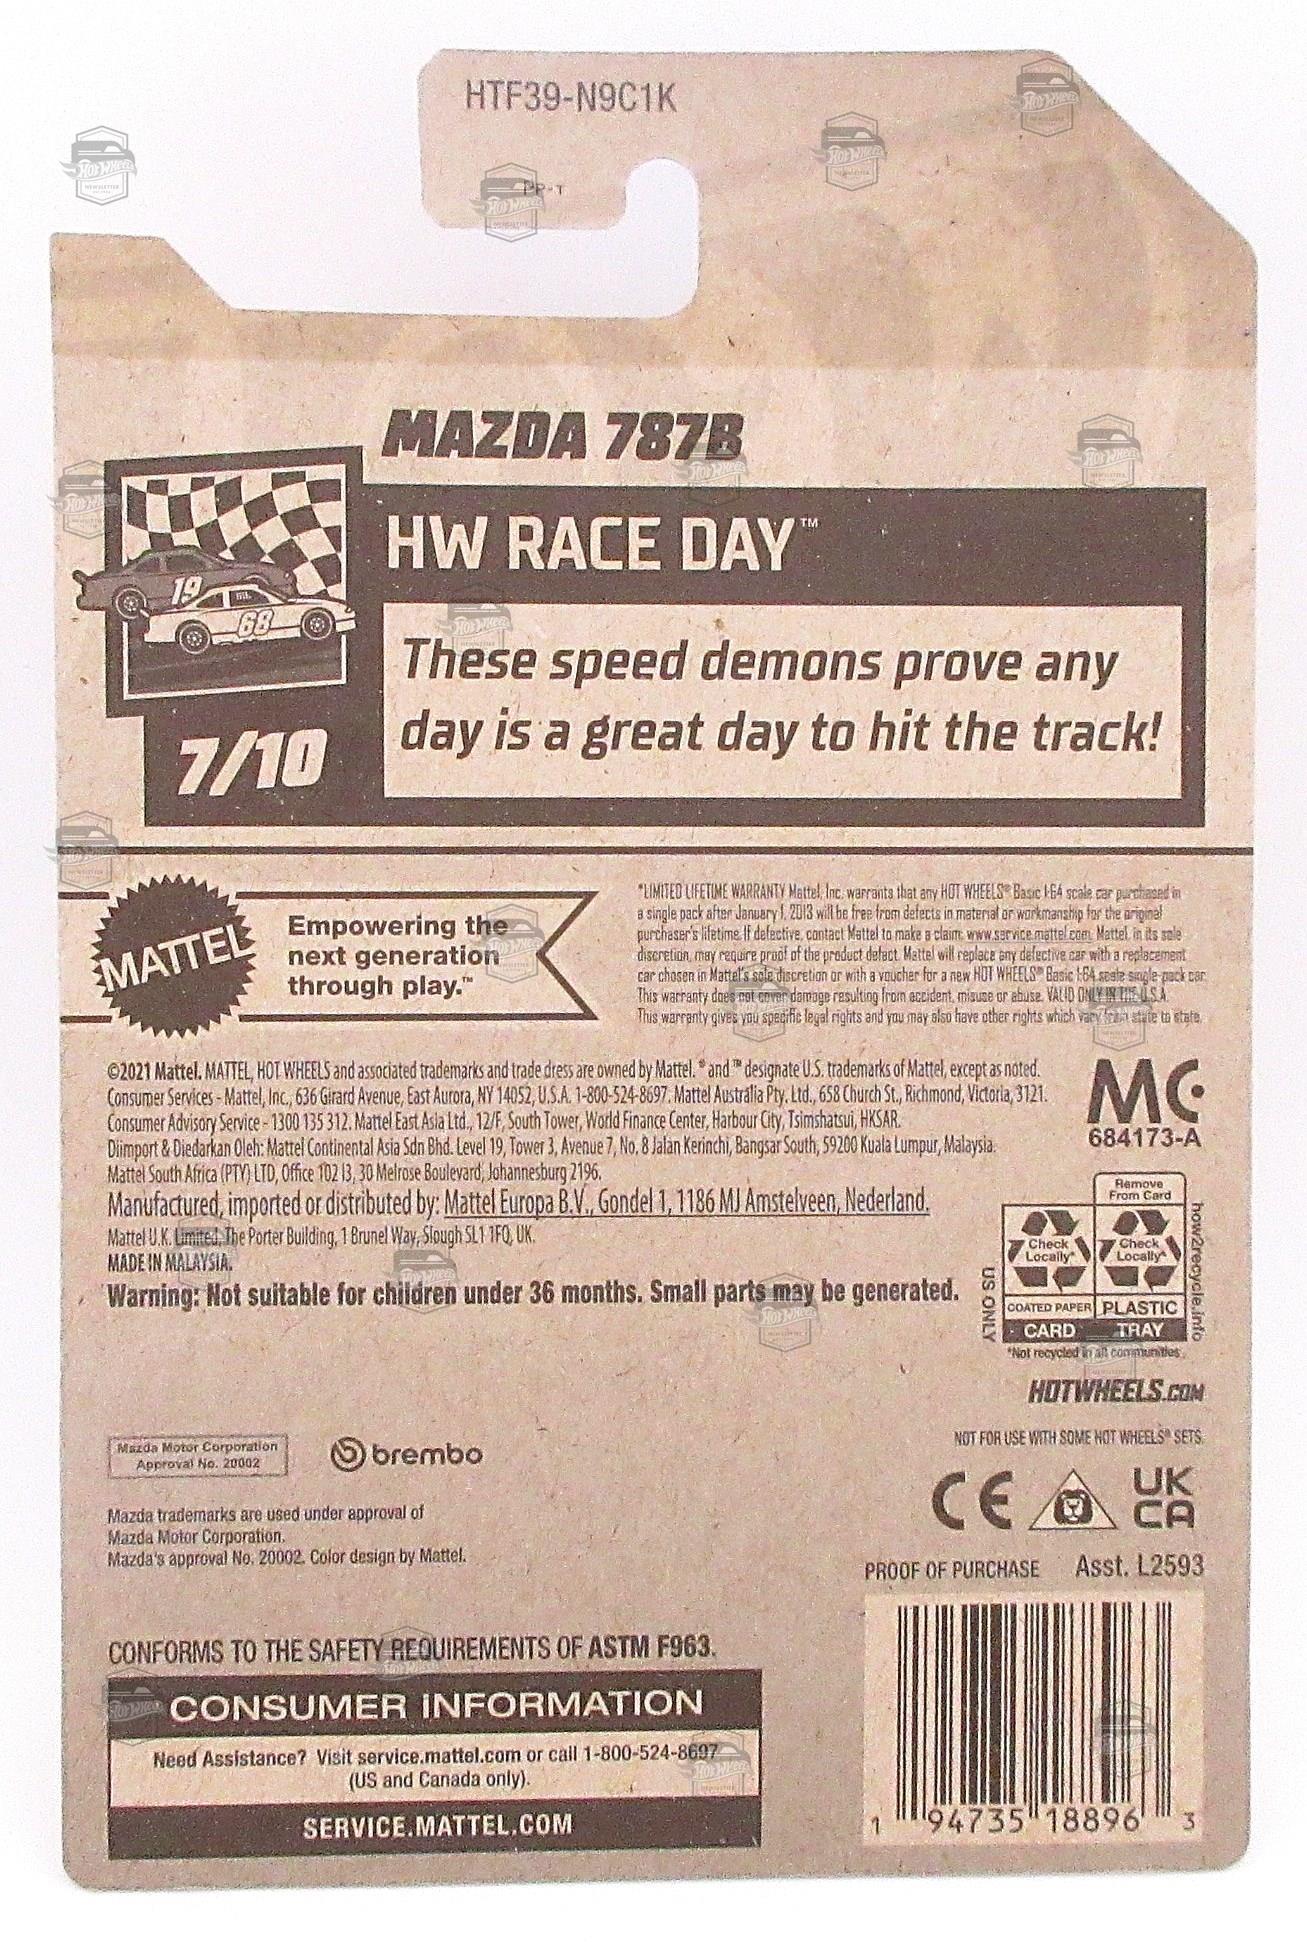 HTF39-N9C1K
PP-T
MAZDA 787B
HW RACE DAY™
19
68
These speed demons prove any
day is a great day to hit the track!
7/10
MATTEL
Empowering the
next generation
through play.™
*LIMITED LIFETIME WARRANTY Mattel, Inc. warrants that any HOT WHEELS® Basic 1:64 scale car purchased in
a single pack after January 1, 2013 will be free from defects in material or workmanship for the original
purchaser's lifetime. If defective, contact Mattel to make a claim: www.service.mattel.com. Mattel, in its sole
discretion, may require proof of the product defect. Mattel will replace any defective car with a replacement
car chosen in Mattel's sole discretion or with a voucher for a new HOT WHEELS® Basic 1:64 scale single-pack car.
This warranty does not cover damage resulting from accident, misuse or abuse. VALID ONLY IN THE U.S.A.
This warranty gives you specific legal rights and you may also have other rights which vary from state to state.
©2021 Mattel. MATTEL, HOT WHEELS and associated trademarks and trade dress are owned by Mattel. ® and ™ designate U.S. trademarks of Mattel, except as noted.
Consumer Services - Mattel, Inc., 636 Girard Avenue, East Aurora, NY 14052, U.S.A. 1-800-524-8697. Mattel Australia Pty. Ltd., 658 Church St., Richmond, Victoria, 3121.
Consumer Advisory Service - 1300 135 312. Mattel East Asia Ltd., 12/F, South Tower, World Finance Center, Harbour City, Tsimshatsui, HKSAR.
Diimport & Diedarkan Oleh: Mattel Continental Asia Sdn Bhd. Level 19, Tower 3, Avenue 7, No. 8 Jalan Kerinchi, Bangsar South, 59200 Kuala Lumpur, Malaysia.
Mattel South Africa (PTY) LTD, Office 102 I3, 30 Melrose Boulevard, Johannesburg 2196.
Manufactured, imported or distributed by: Mattel Europa B.V., Gondel 1, 1186 MJ Amstelveen, Nederland.
Mattel U.K. Limited, The Porter Building, 1 Brunel Way, Slough SL1 1FQ, UK.
MADE IN MALAYSIA.
Warning: Not suitable for children under 36 months. Small parts may be generated.
MC
684173-A
Remove
From Card
Check
Locally*
Check
Locally*
COATED PAPER
PLASTIC
CARD
TRAY
US ONLY
how2recycle.info
*Not recycled in all communities.
HOTWHEELS.COM
NOT FOR USE WITH SOME HOT WHEELS® SETS.
Mazda Motor Corporation
Approval No. 20002
brembo
CE
UK
CA
Mazda trademarks are used under approval of
Mazda Motor Corporation.
Mazda's approval No. 20002. Color design by Mattel.
PROOF OF PURCHASE Asst. L2593
CONFORMS TO THE SAFETY REQUIREMENTS OF ASTM F963.
CONSUMER INFORMATION
Need Assistance? Visit service.mattel.com or call 1-800-524-8697
(US and Canada only).
SERVICE.MATTEL.COM
1 94735 18896 3